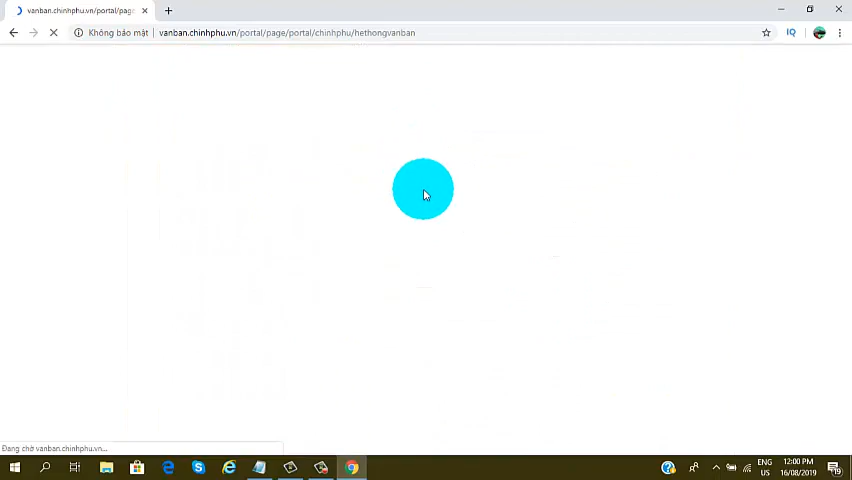 vanban.chinhphu.vn/portal/page
Không bảo mật
vanban.chinhphu.vn/portal/page/portal/chinhphu/hethongvanban
IQ
Đang chờ vanban.chinhphu.vn...
ENG
US
12:00 PM
16/08/2019
19